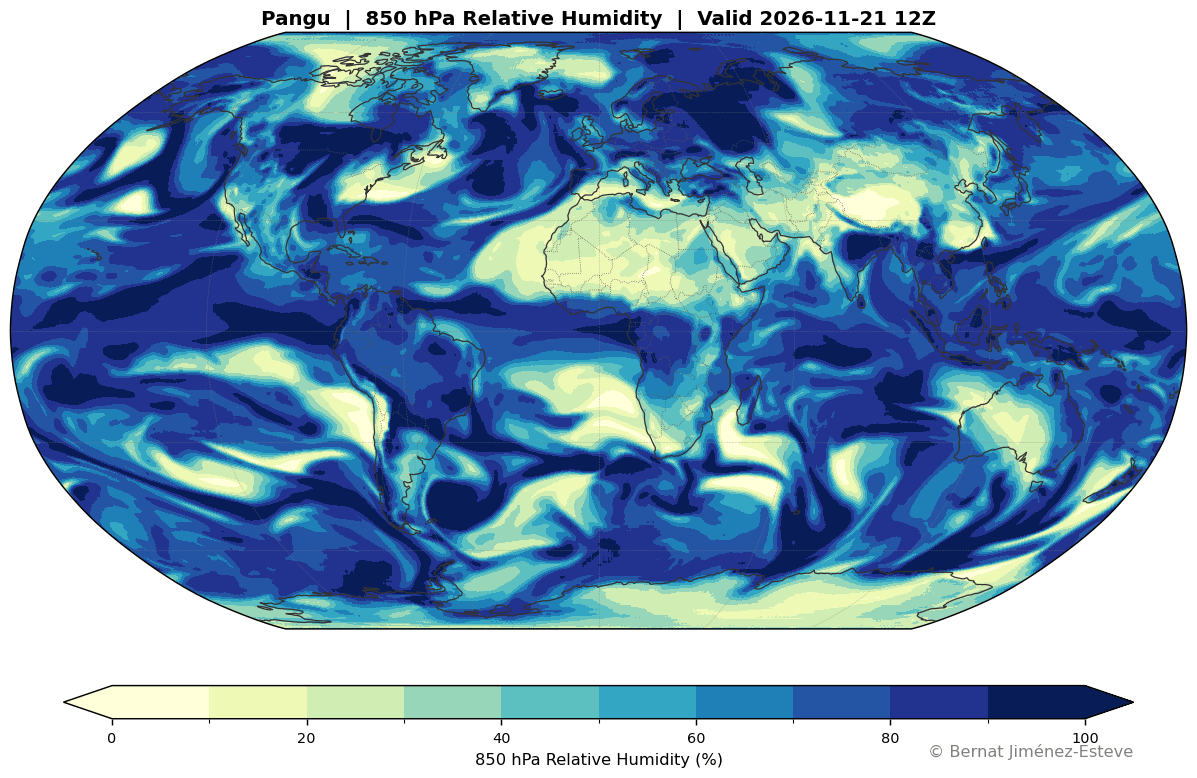 Pangu | 850 hPa Relative Humidity | Valid 2026-11-21 12Z
0 20 40 60 80 100
850 hPa Relative Humidity (%)
© Bernat Jiménez-Esteve